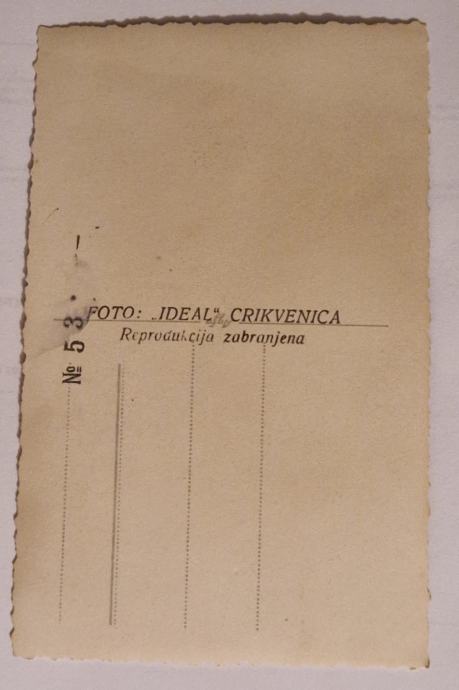 FOTO: „IDEAL“ CRIKVENICA
Reprodukcija zabranjena
№ 53